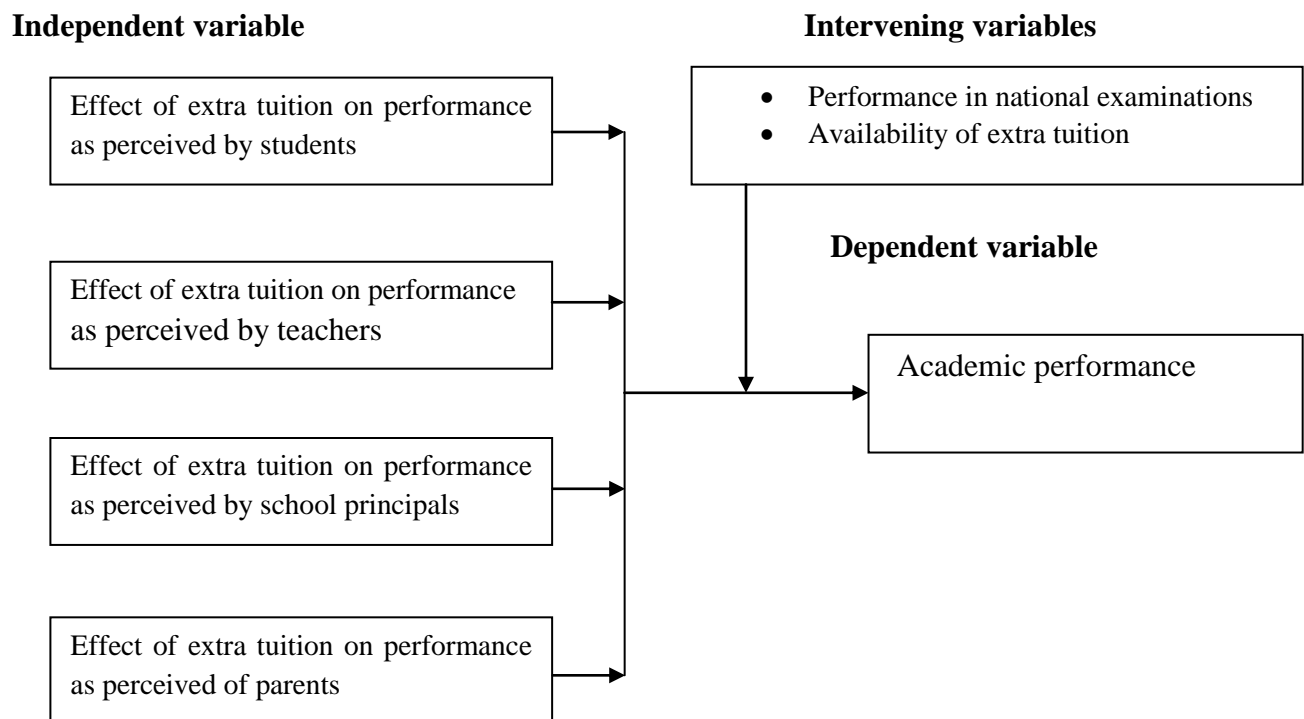 Independent variable
Effect of extra tuition on performance
as perceived by students
Effect of extra tuition on performance
as perceived by teachers
Effect of extra tuition on performance
as perceived by school principals
Effect of extra tuition on performance
as perceived of parents
Intervening variables
• Performance in national examinations
• Availability of extra tuition
Dependent variable
Academic performance